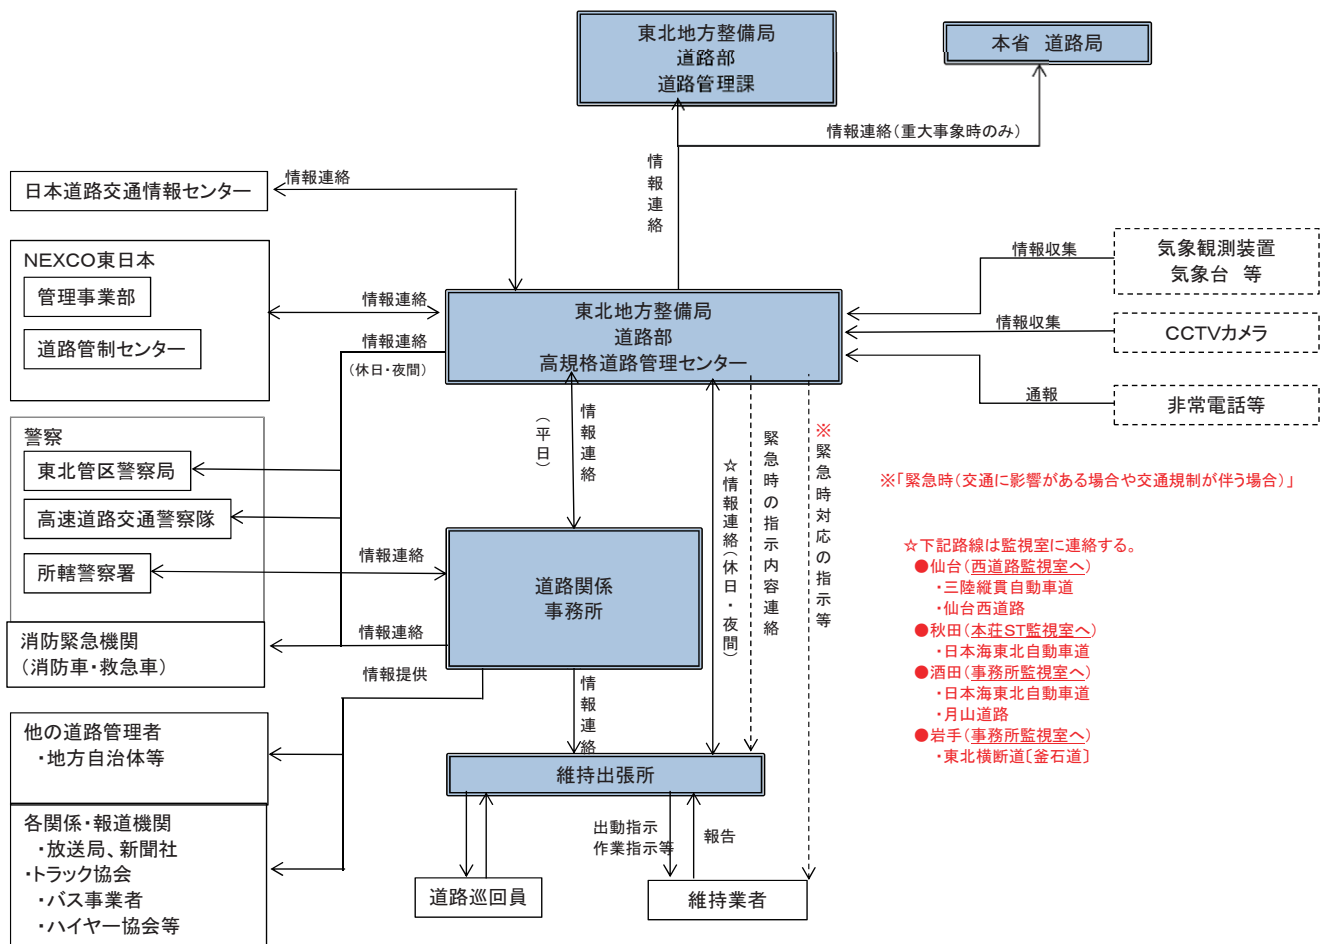 東北地方整備局
道路部
道路管理課
本省 道路局
情報連絡(重大事象時のみ)
情報連絡
日本道路交通情報センター
情報連絡
NEXCO東日本
管理事業部
道路管制センター
情報連絡
情報連絡
(休日・夜間)
東北地方整備局
道路部
高規格道路管理センター
情報収集
気象観測装置
気象台 等
情報収集
CCTVカメラ
通報
非常電話等
警察
東北管区警察局
高速道路交通警察隊
所轄警察署
消防緊急機関
(消防車・救急車)
(平日)
情報連絡
☆情報連絡(休日・夜間)
緊急時の指示内容連絡
※緊急時対応の指示等
※「緊急時(交通に影響がある場合や交通規制が伴う場合)」
☆下記路線は監視室に連絡する。
●仙台(西道路監視室へ)
・三陸縦貫自動車道
・仙台西道路
●秋田(本荘ST監視室へ)
・日本海東北自動車道
●酒田(事務所監視室へ)
・日本海東北自動車道
・月山道路
●岩手(事務所監視室へ)
・東北横断道〔釜石道〕
情報連絡
道路関係
事務所
情報連絡
情報提供
情報連絡
他の道路管理者
・地方自治体等
各関係・報道機関
・放送局、新聞社
・トラック協会
・バス事業者
・ハイヤー協会等
維持出張所
出動指示
作業指示等
報告
道路巡回員
維持業者